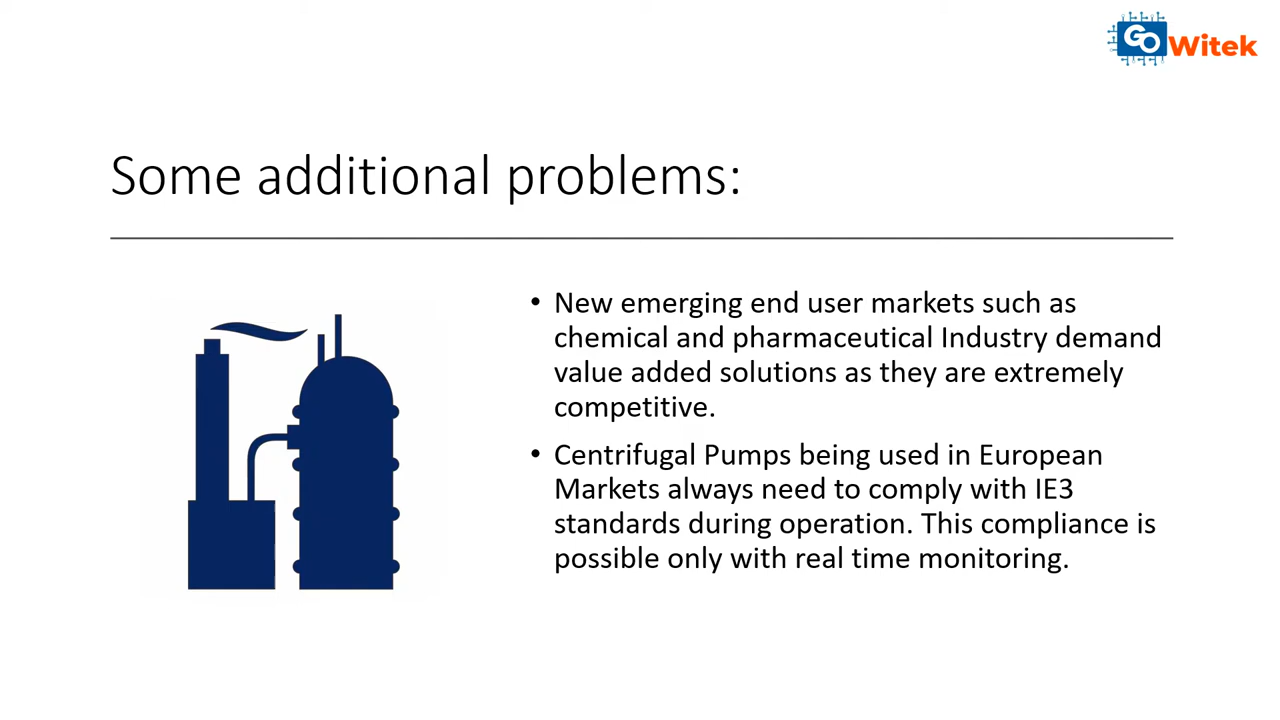 GO Witek
Some additional problems:
• New emerging end user markets such as
chemical and pharmaceutical Industry demand
value added solutions as they are extremely
competitive.
• Centrifugal Pumps being used in European
Markets always need to comply with IE3
standards during operation. This compliance is
possible only with real time monitoring.